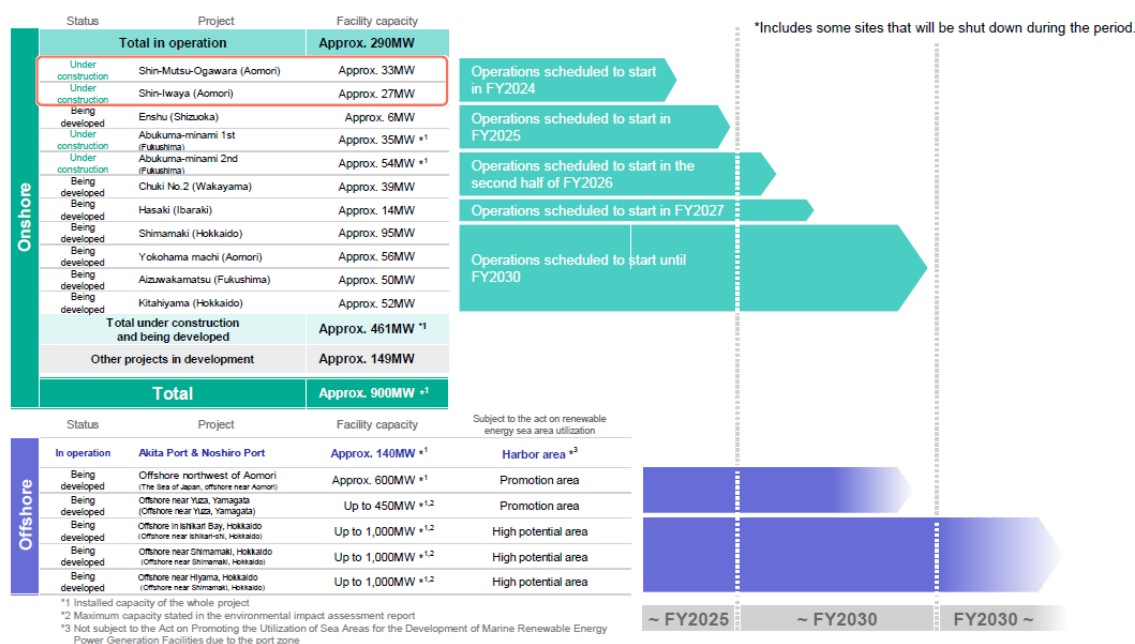 Status Project Facility capacity
*Includes some sites that will be shut down during the period.
Total in operation Approx. 290MW
Under
construction Shin-Mutsu-Ogawara (Aomori) Approx. 33MW
Under
construction Shin-Iwaya (Aomori) Approx. 27MW
Operations scheduled to start
in FY2024
Being
developed Enshu (Shizuoka) Approx. 6MW
Under
construction Abukuma-minami 1st
(Fukushima) Approx. 35MW *1
Operations scheduled to start in
FY2025
Under
construction Abukuma-minami 2nd
(Fukushima) Approx. 54MW *1
Being
developed Chuki No.2 (Wakayama) Approx. 39MW
Operations scheduled to start in the
second half of FY2026
Being
developed Hasaki (Ibaraki) Approx. 14MW
Operations scheduled to start in FY2027
Being
developed Shimamaki (Hokkaido) Approx. 95MW
Being
developed Yokohama machi (Aomori) Approx. 56MW
Being
developed Aizuwakamatsu (Fukushima) Approx. 50MW
Being
developed Kitahiyama (Hokkaido) Approx. 52MW
Operations scheduled to start until
FY2030
Onshore
Total under construction
and being developed Approx. 461MW *1
Other projects in development Approx. 149MW
Total Approx. 900MW *1
Status Project Facility capacity Subject to the act on renewable
energy sea area utilization
In operation Akita Port & Noshiro Port Approx. 140MW *1 Harbor area *3
Being
developed Offshore northwest of Aomori
(The Sea of Japan, offshore near Aomori) Approx. 600MW *1 Promotion area
Being
developed Offshore near Yuza, Yamagata
(Offshore near Yuza, Yamagata) Up to 450MW *1,2 Promotion area
Being
developed Offshore in Ishikari Bay, Hokkaido
(Offshore near Ishikari-shi, Hokkaido) Up to 1,000MW *1,2 High potential area
Being
developed Offshore near Shimamaki, Hokkaido
(Offshore near Shimamaki, Hokkaido) Up to 1,000MW *1,2 High potential area
Being
developed Offshore near Hiyama, Hokkaido
(Offshore near Shimamaki, Hokkaido) Up to 1,000MW *1,2 High potential area
Offshore
*1 Installed capacity of the whole project
*2 Maximum capacity stated in the environmental impact assessment report
*3 Not subject to the Act on Promoting the Utilization of Sea Areas for the Development of Marine Renewable Energy
Power Generation Facilities due to the port zone
~ FY2025 ~ FY2030 FY2030 ~